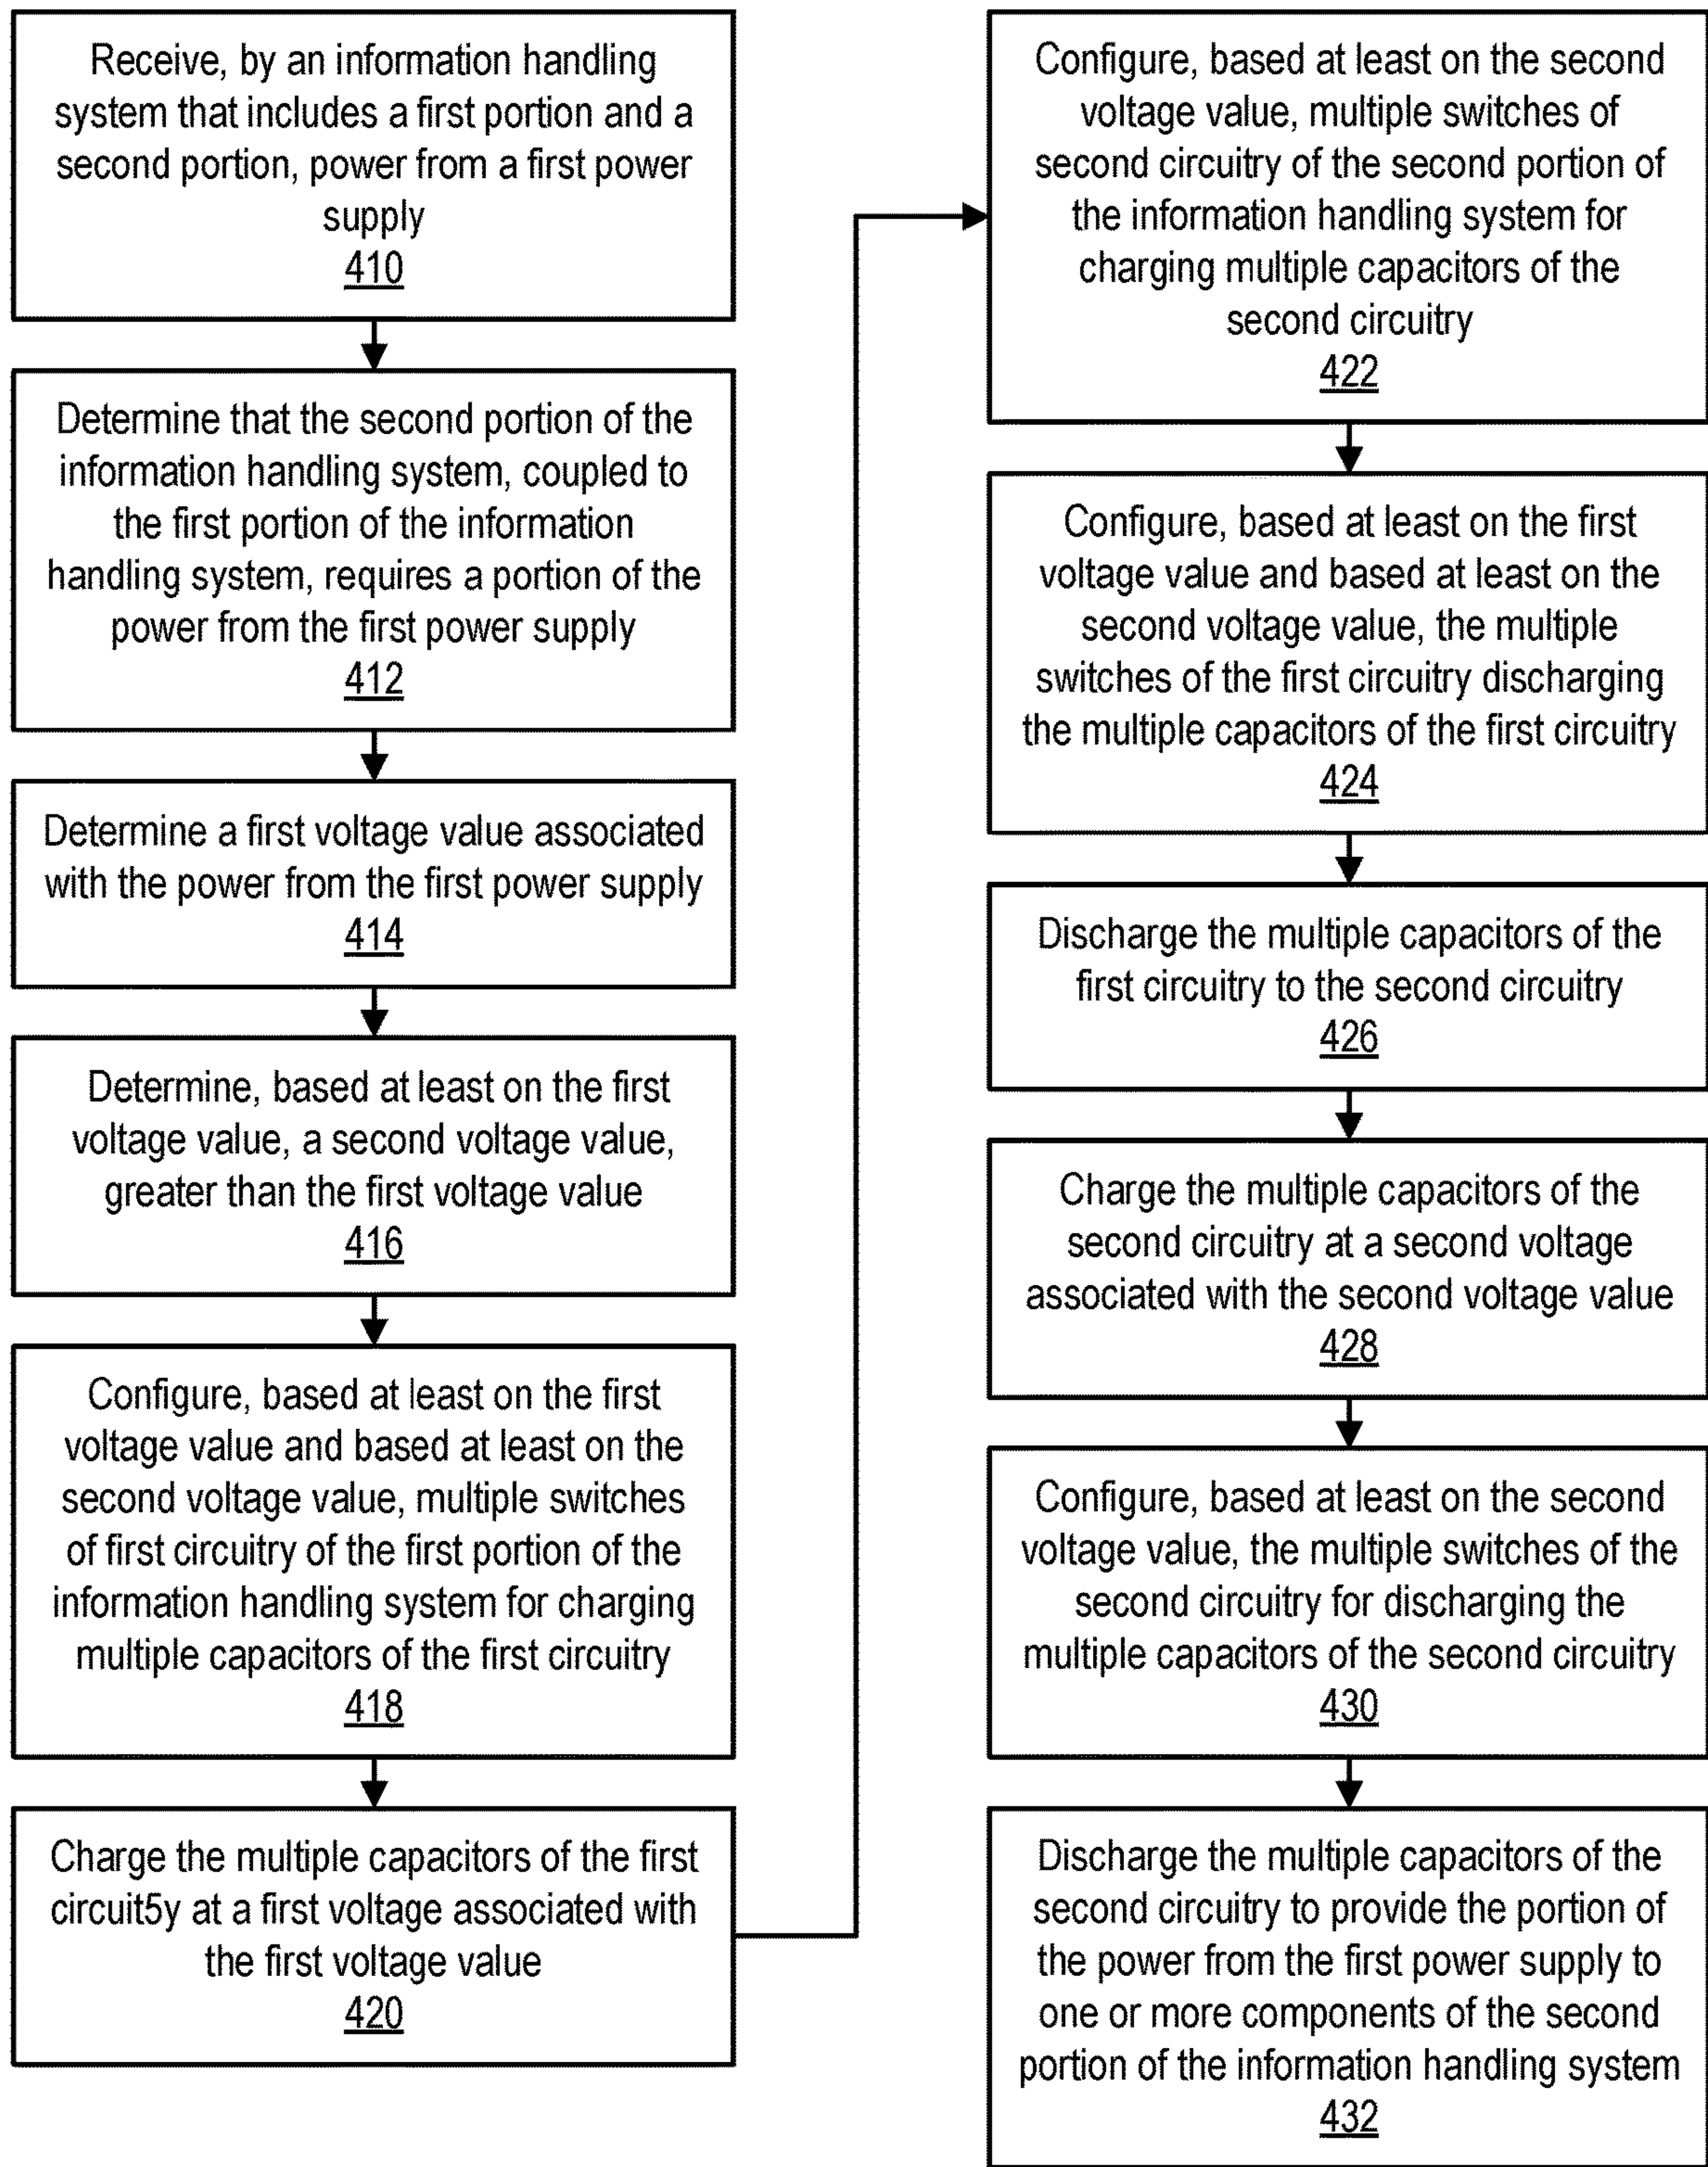 Receive, by an information handling
system that includes a first portion and a
second portion, power from a first power
supply
410
Determine that the second portion of the
information handling system, coupled to
the first portion of the information
handling system, requires a portion of the
power from the first power supply
412
Determine a first voltage value associated
with the power from the first power supply
414
Determine, based at least on the first
voltage value, a second voltage value,
greater than the first voltage value
416
Configure, based at least on the first
voltage value and based at least on the
second voltage value, multiple switches
of first circuitry of the first portion of the
information handling system for charging
multiple capacitors of the first circuitry
418
Charge the multiple capacitors of the first
circuit5y at a first voltage associated with
the first voltage value
420
Configure, based at least on the second
voltage value, multiple switches of
second circuitry of the second portion of
the information handling system for
charging multiple capacitors of the
second circuitry
422
Configure, based at least on the first
voltage value and based at least on the
second voltage value, the multiple
switches of the first circuitry discharging
the multiple capacitors of the first circuitry
424
Discharge the multiple capacitors of the
first circuitry to the second circuitry
426
Charge the multiple capacitors of the
second circuitry at a second voltage
associated with the second voltage value
428
Configure, based at least on the second
voltage value, the multiple switches of the
second circuitry for discharging the
multiple capacitors of the second circuitry
430
Discharge the multiple capacitors of the
second circuitry to provide the portion of
the power from the first power supply to
one or more components of the second
portion of the information handling system
432